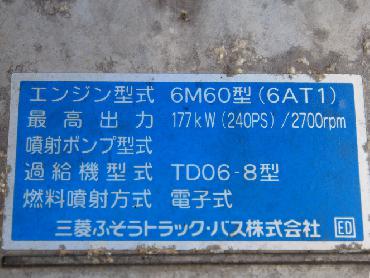 エンジン型式 6M60型(6AT1)
最高出力 177kW(240PS)/2700rpm
噴射ポンプ型式
過給機型式 TD06-8型
燃料噴射方式 電子式
三菱ふそうトラック・バス株式会社 ED